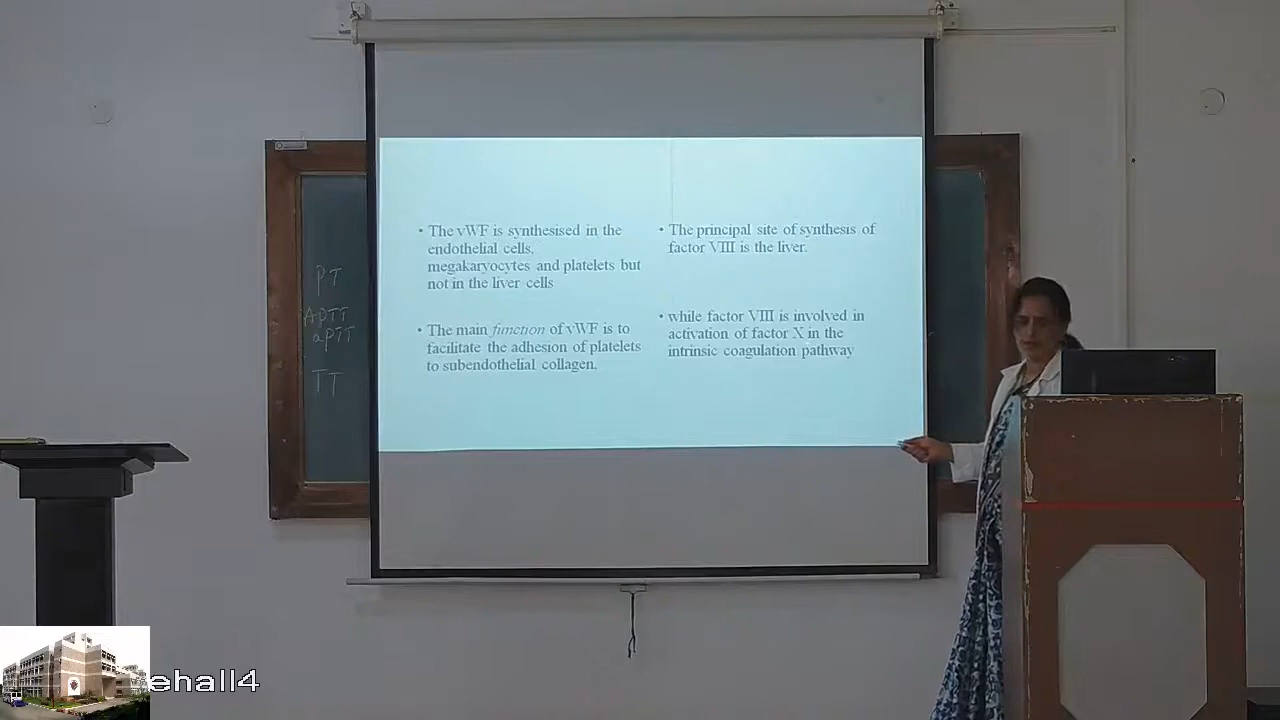 • The vWF is synthesised in the
endothelial cells,
megakaryocytes and platelets but
not in the liver cells
• The main function of vWF is to
facilitate the adhesion of platelets
to subendothelial collagen.
• The principal site of synthesis of
factor VIII is the liver.
• while factor VIII is involved in
activation of factor X in the
intrinsic coagulation pathway
PT
APTT
aPTT
TT
ehall4